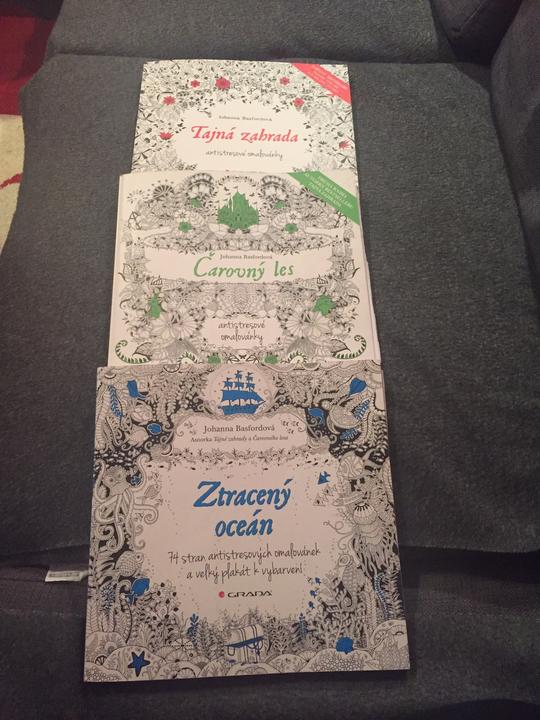 Johanna Basfordová
Tajná zahrada
antistresové omalovánky
Johanna Basfordová
Čarovný les
antistresové
omalovánky
Johanna Basfordová
Autorka Tajné zahrady a Čarovného lesa
Ztracený
oceán
74 stran antistresových omalovánek
a velký plakát k vybarvení
GRADA